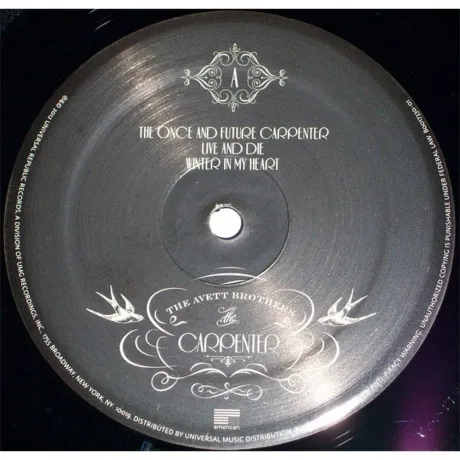 A
THE ONCE AND FUTURE CARPENTER
LIVE AND DIE
WINTER IN MY HEART
THE AVETT BROTHERS
The
CARPENTER
american
℗&© 2012 UNIVERSAL REPUBLIC RECORDS, A DIVISION OF UMG RECORDINGS, INC. 1755 BROADWAY, NEW YORK, NY 10019. DISTRIBUTED BY UNIVERSAL MUSIC DISTRIBUTION. ANTI-PIRACY WARNING: UNAUTHORIZED COPYING IS PUNISHABLE UNDER FEDERAL LAW.